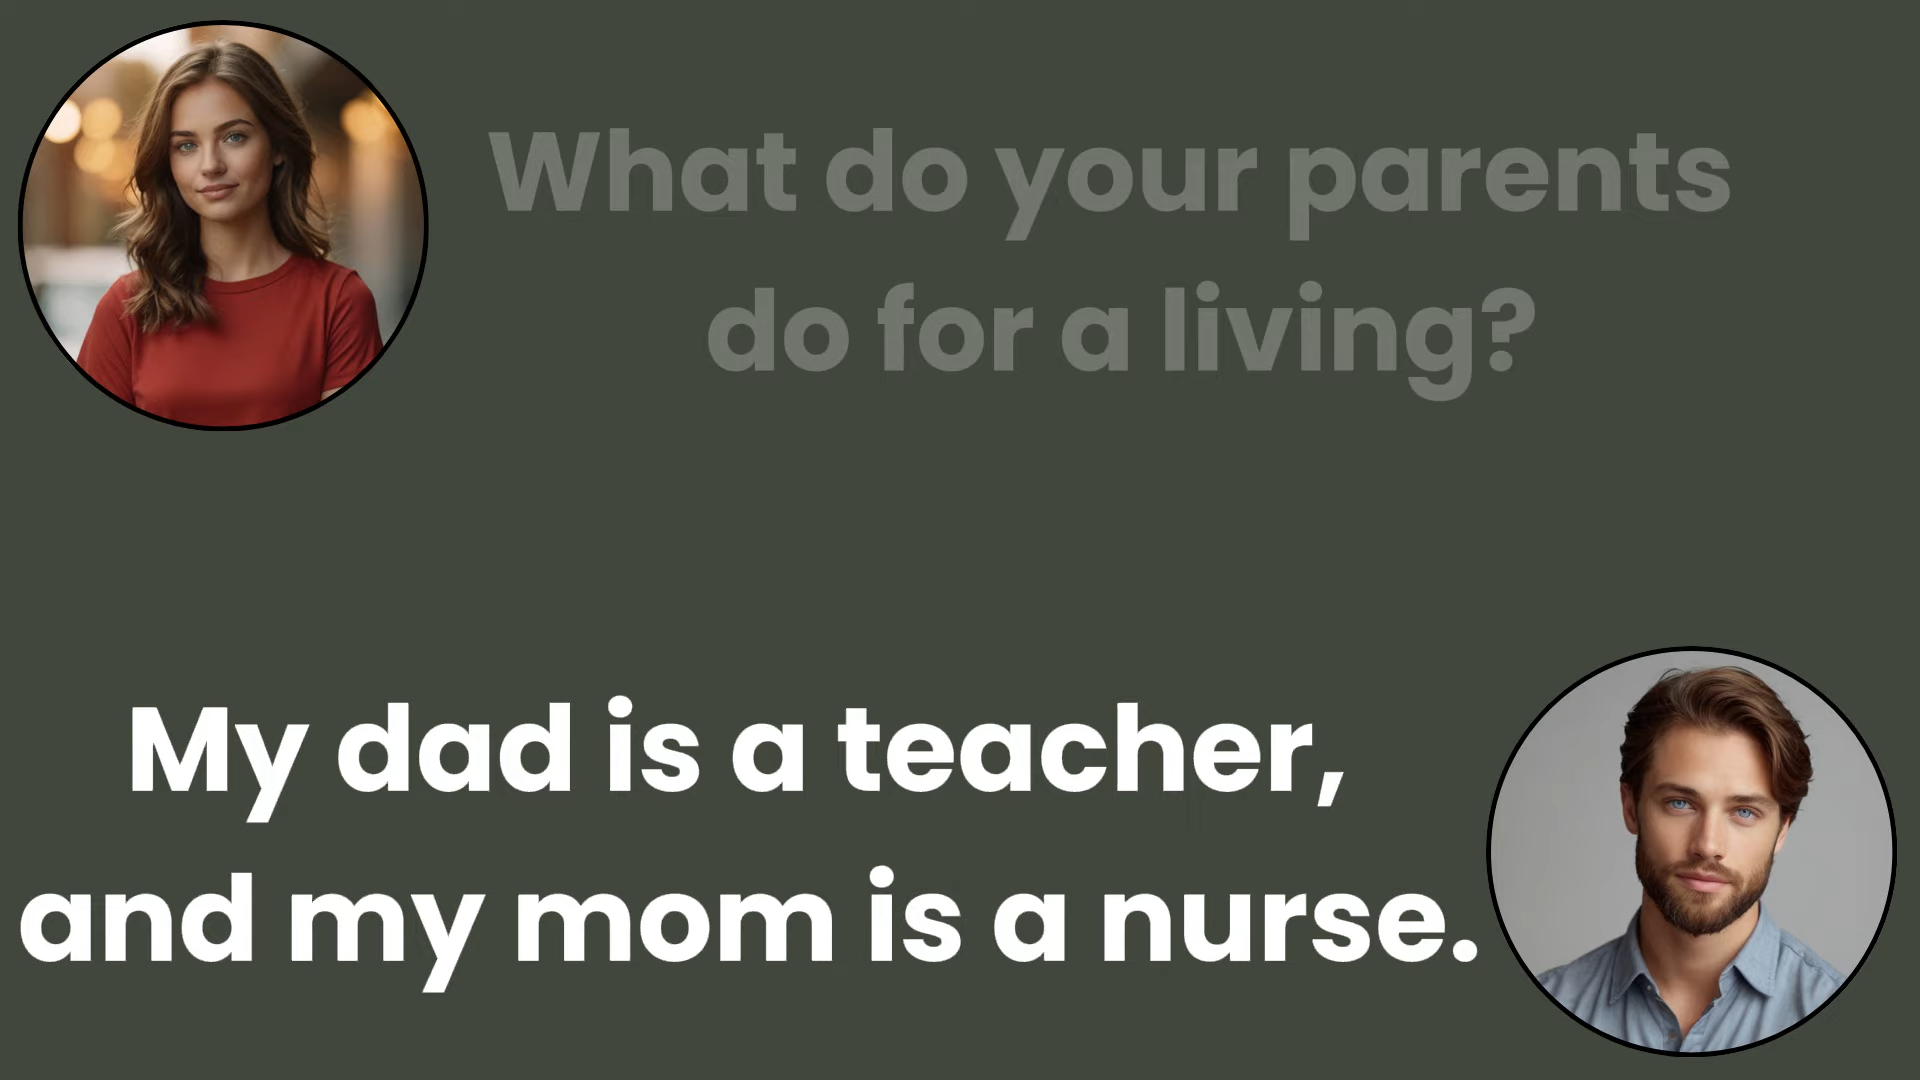 What do your parents
do for a living?
My dad is a teacher,
and my mom is a nurse.